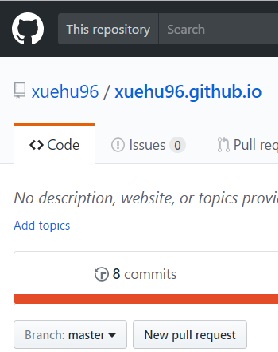 This repository Search
xuehu96 / xuehu96.github.io
Code Issues 0 Pull req
No description, website, or topics provi
Add topics
8 commits
Branch: master New pull request